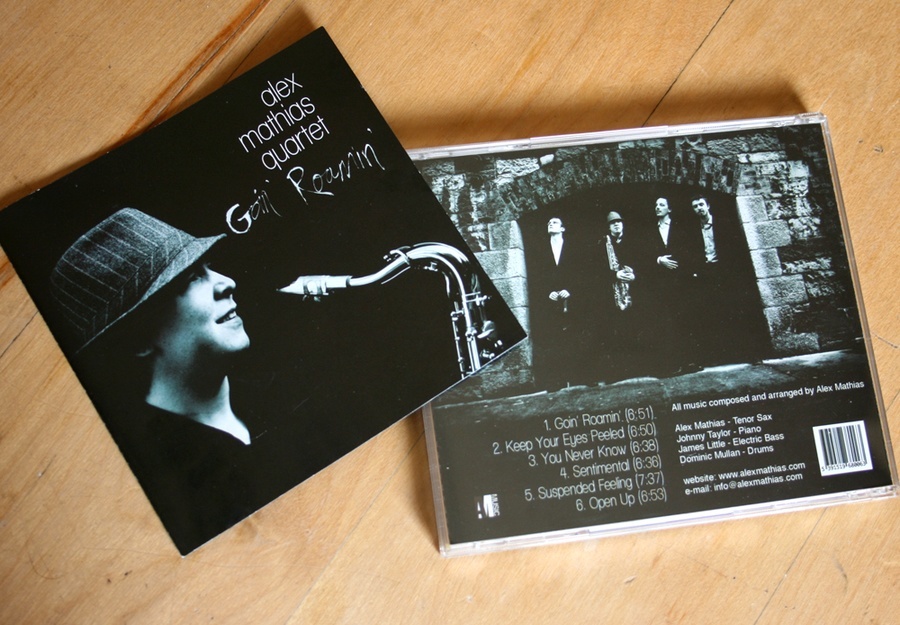 alex
mathias
quartet
Goin' Roamin'
1. Goin' Roamin' (6:51)
2. Keep Your Eyes Peeled (6:50)
3. You Never Know (6:38)
4. Sentimental (6:36)
5. Suspended Feeling (7:37)
6. Open Up (6:53)
All music composed and arranged by Alex Mathias
Alex Mathias - Tenor Sax
Johnny Taylor - Piano
James Little - Electric Bass
Dominic Mullan - Drums
website: www.alexmathias.com
e-mail: info@alexmathias.com